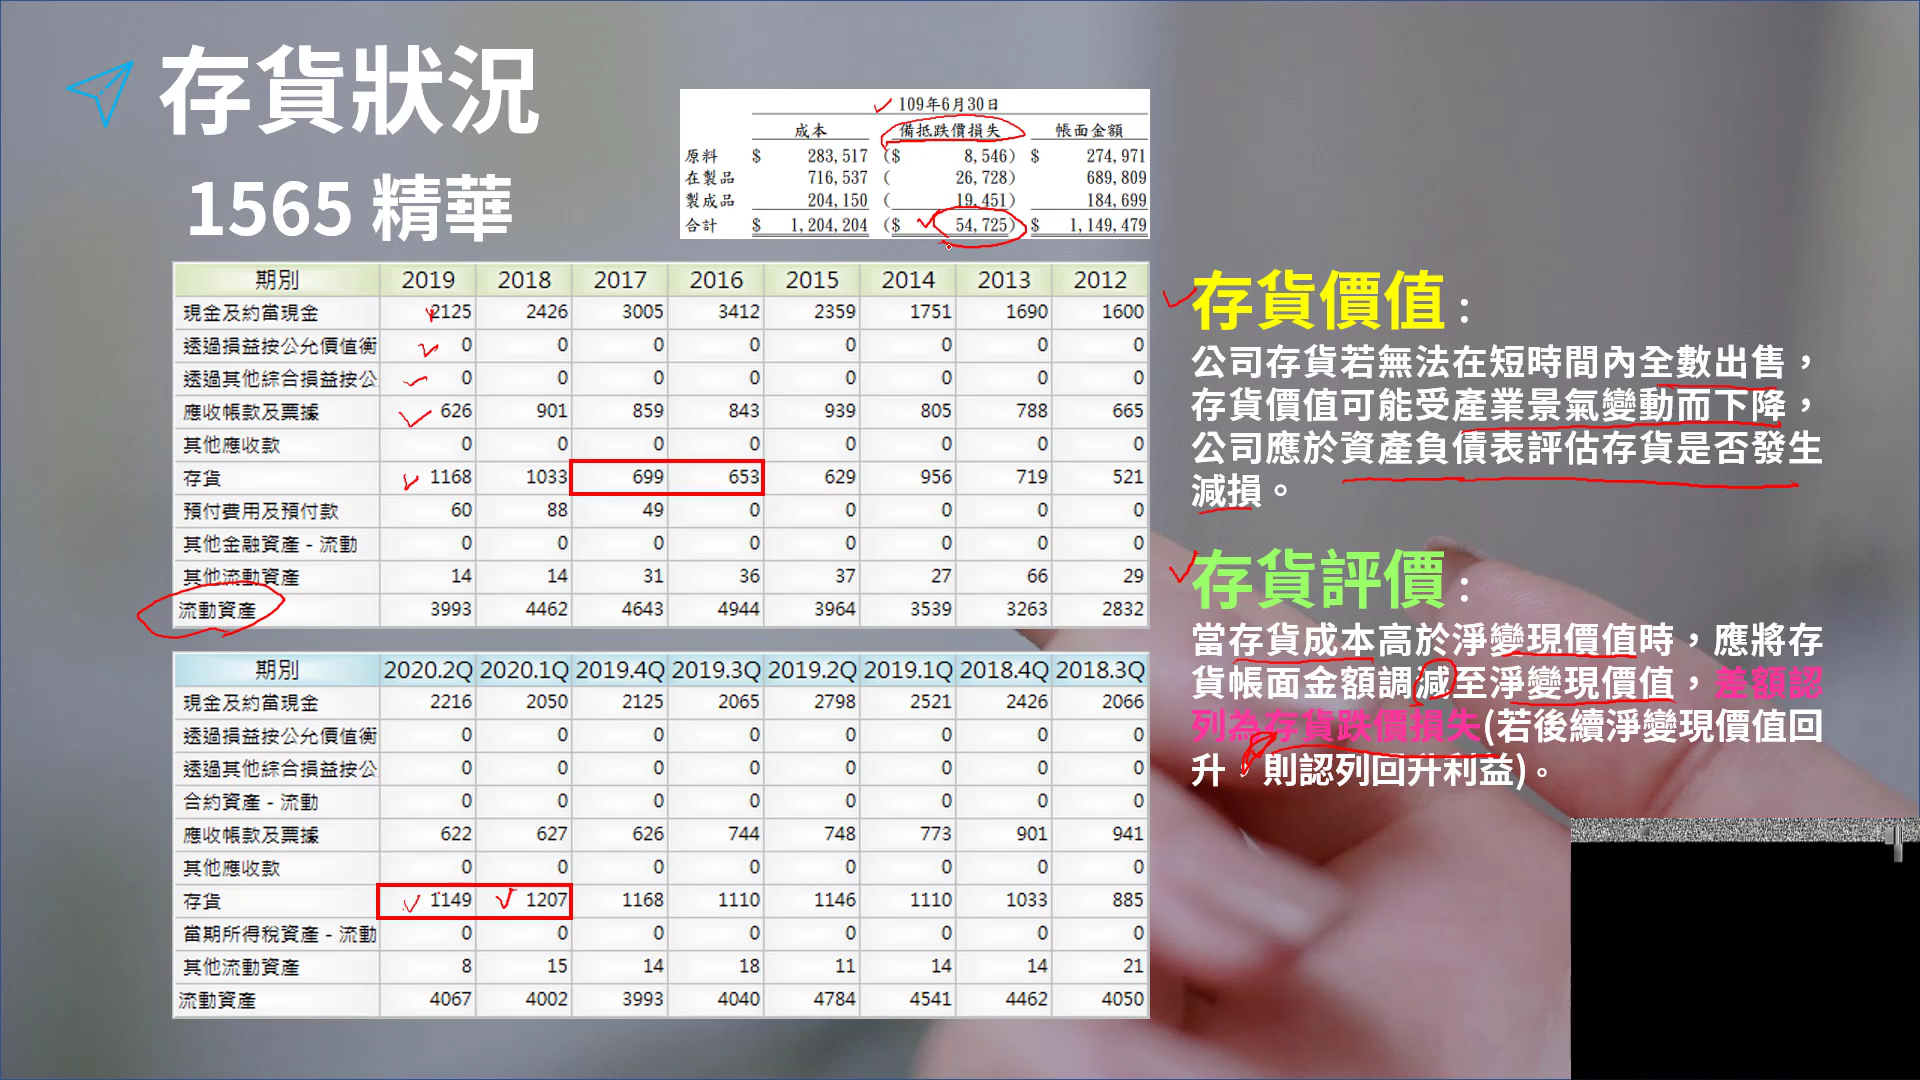 存貨狀況
1565 精華
109年6月30日
成本 備抵跌價損失 帳面金額
原料 $ 283,517 ($ 8,546) $ 274,971
在製品 716,537 ( 26,728) 689,809
製成品 204,150 ( 19,451) 184,699
合計 $ 1,204,204 ($ 54,725) $ 1,149,479
期別 2019 2018 2017 2016 2015 2014 2013 2012
現金及約當現金 2125 2426 3005 3412 2359 1751 1690 1600
透過損益按公允價值衡 0 0 0 0 0 0 0 0
透過其他綜合損益按公 0 0 0 0 0 0 0 0
應收帳款及票據 626 901 859 843 939 805 788 665
其他應收款 0 0 0 0 0 0 0 0
存貨 1168 1033 699 653 629 956 719 521
預付費用及預付款 60 88 49 0 0 0 0 0
其他金融資產－流動 0 0 0 0 0 0 0 0
其他流動資產 14 14 31 36 37 27 66 29
流動資產 3993 4462 4643 4944 3964 3539 3263 2832
期別 2020.2Q 2020.1Q 2019.4Q 2019.3Q 2019.2Q 2019.1Q 2018.4Q 2018.3Q
現金及約當現金 2216 2050 2125 2065 2798 2521 2426 2066
透過損益按公允價值衡 0 0 0 0 0 0 0 0
透過其他綜合損益按公 0 0 0 0 0 0 0 0
合約資產－流動 0 0 0 0 0 0 0 0
應收帳款及票據 622 627 626 744 748 773 901 941
其他應收款 0 0 0 0 0 0 0 0
存貨 1149 1207 1168 1110 1146 1110 1033 885
當期所得稅資產－流動 0 0 0 0 0 0 0 0
其他流動資產 8 15 14 18 11 14 14 21
流動資產 4067 4002 3993 4040 4784 4541 4462 4050
存貨價值：
公司存貨若無法在短時間內全數出售，
存貨價值可能受產業景氣變動而下降，
公司應於資產負債表評估存貨是否發生
減損。
存貨評價：
當存貨成本高於淨變現價值時，應將存
貨帳面金額調減至淨變現價值，差額認
列為存貨跌價損失(若後續淨變現價值回
升，則認列回升利益)。